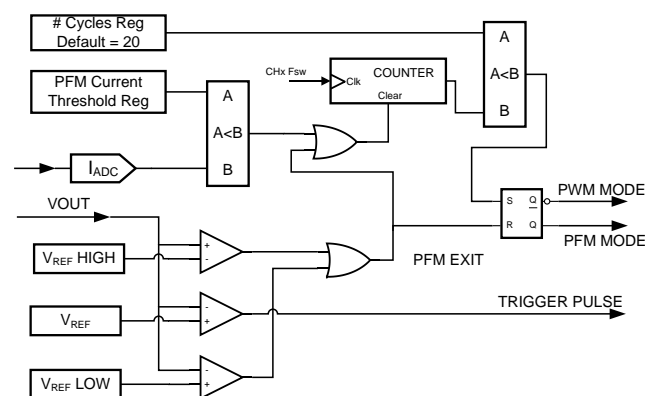 # Cycles Reg
Default = 20
PFM Current
Threshold Reg
A
A<B
B
CHx Fsw
Clk
COUNTER
Clear
A
A<B
B
IADC
VOUT
VREF HIGH
+
-
VREF
-
+
VREF LOW
-
+
PFM EXIT
S
R
Q
Q
PWM MODE
PFM MODE
TRIGGER PULSE